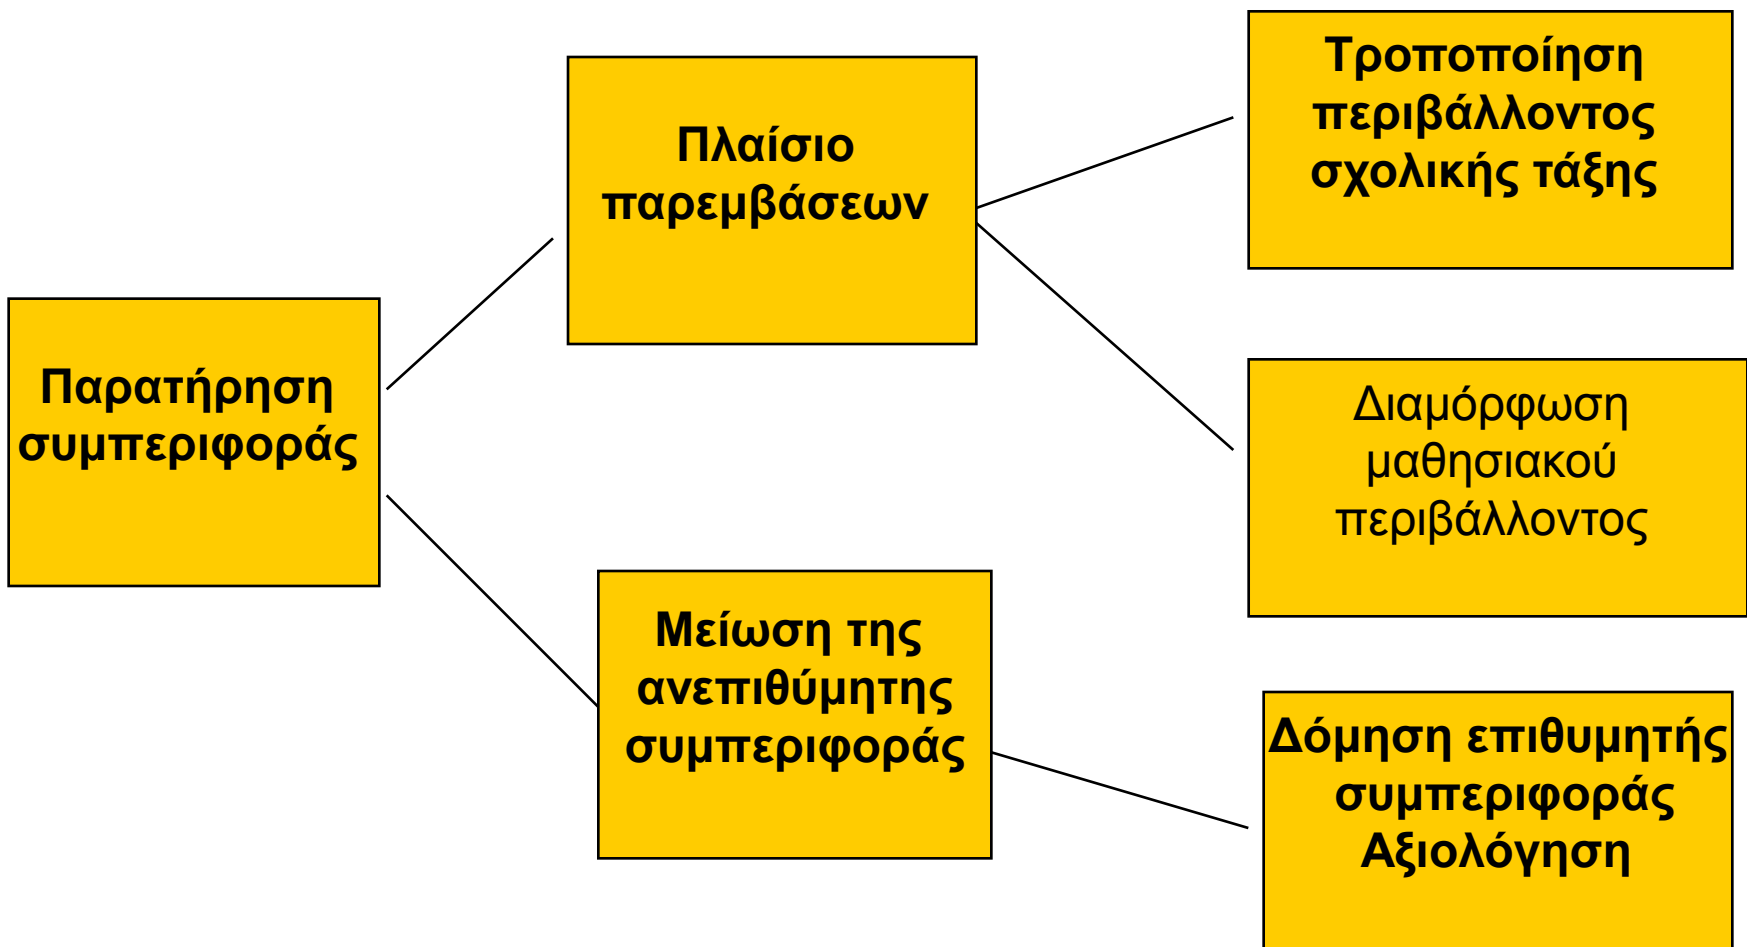 Παρατήρηση
συμπεριφοράς
Πλαίσιο
παρεμβάσεων
Μείωση της
ανεπιθύμητης
συμπεριφοράς
Τροποποίηση
περιβάλλοντος
σχολικής τάξης
Διαμόρφωση
μαθησιακού
περιβάλλοντος
Δόμηση επιθυμητής
συμπεριφοράς
Αξιολόγηση